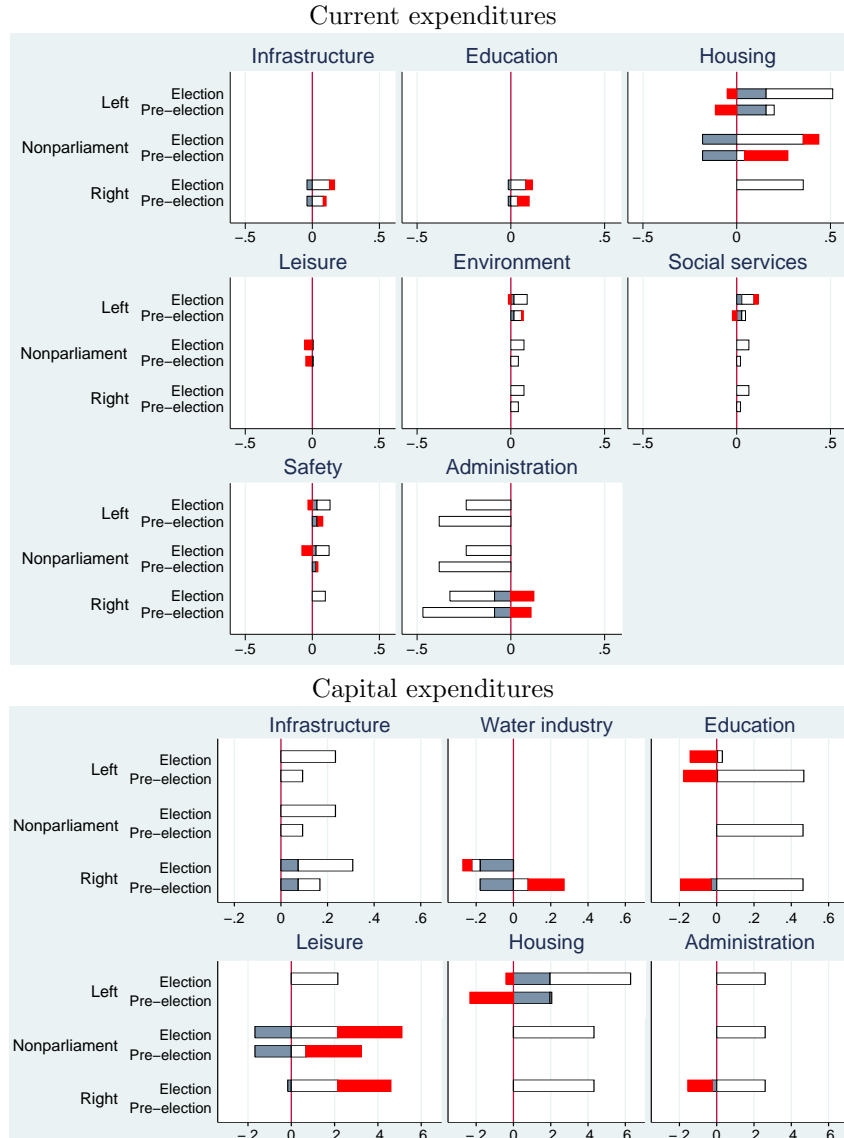 Current expenditures
Infrastructure Education Housing
Left Election
Pre−election
Nonparliament Election
Pre−election
Right Election
Pre−election
−.5 0 .5 −.5 0 .5 −.5 0 .5
Leisure Environment Social services
Left Election
Pre−election
Nonparliament Election
Pre−election
Right Election
Pre−election
−.5 0 .5 −.5 0 .5 −.5 0 .5
Safety Administration
Left Election
Pre−election
Nonparliament Election
Pre−election
Right Election
Pre−election
−.5 0 .5 −.5 0 .5
Capital expenditures
Infrastructure Water industry Education
Left Election
Pre−election
Nonparliament Election
Pre−election
Right Election
Pre−election
−.2 0 .2 .4 .6 −.2 0 .2 .4 .6 −.2 0 .2 .4 .6
Leisure Housing Administration
Left Election
Pre−election
Nonparliament Election
Pre−election
Right Election
Pre−election
−.2 0 .2 .4 .6 −.2 0 .2 .4 .6 −.2 0 .2 .4 .6